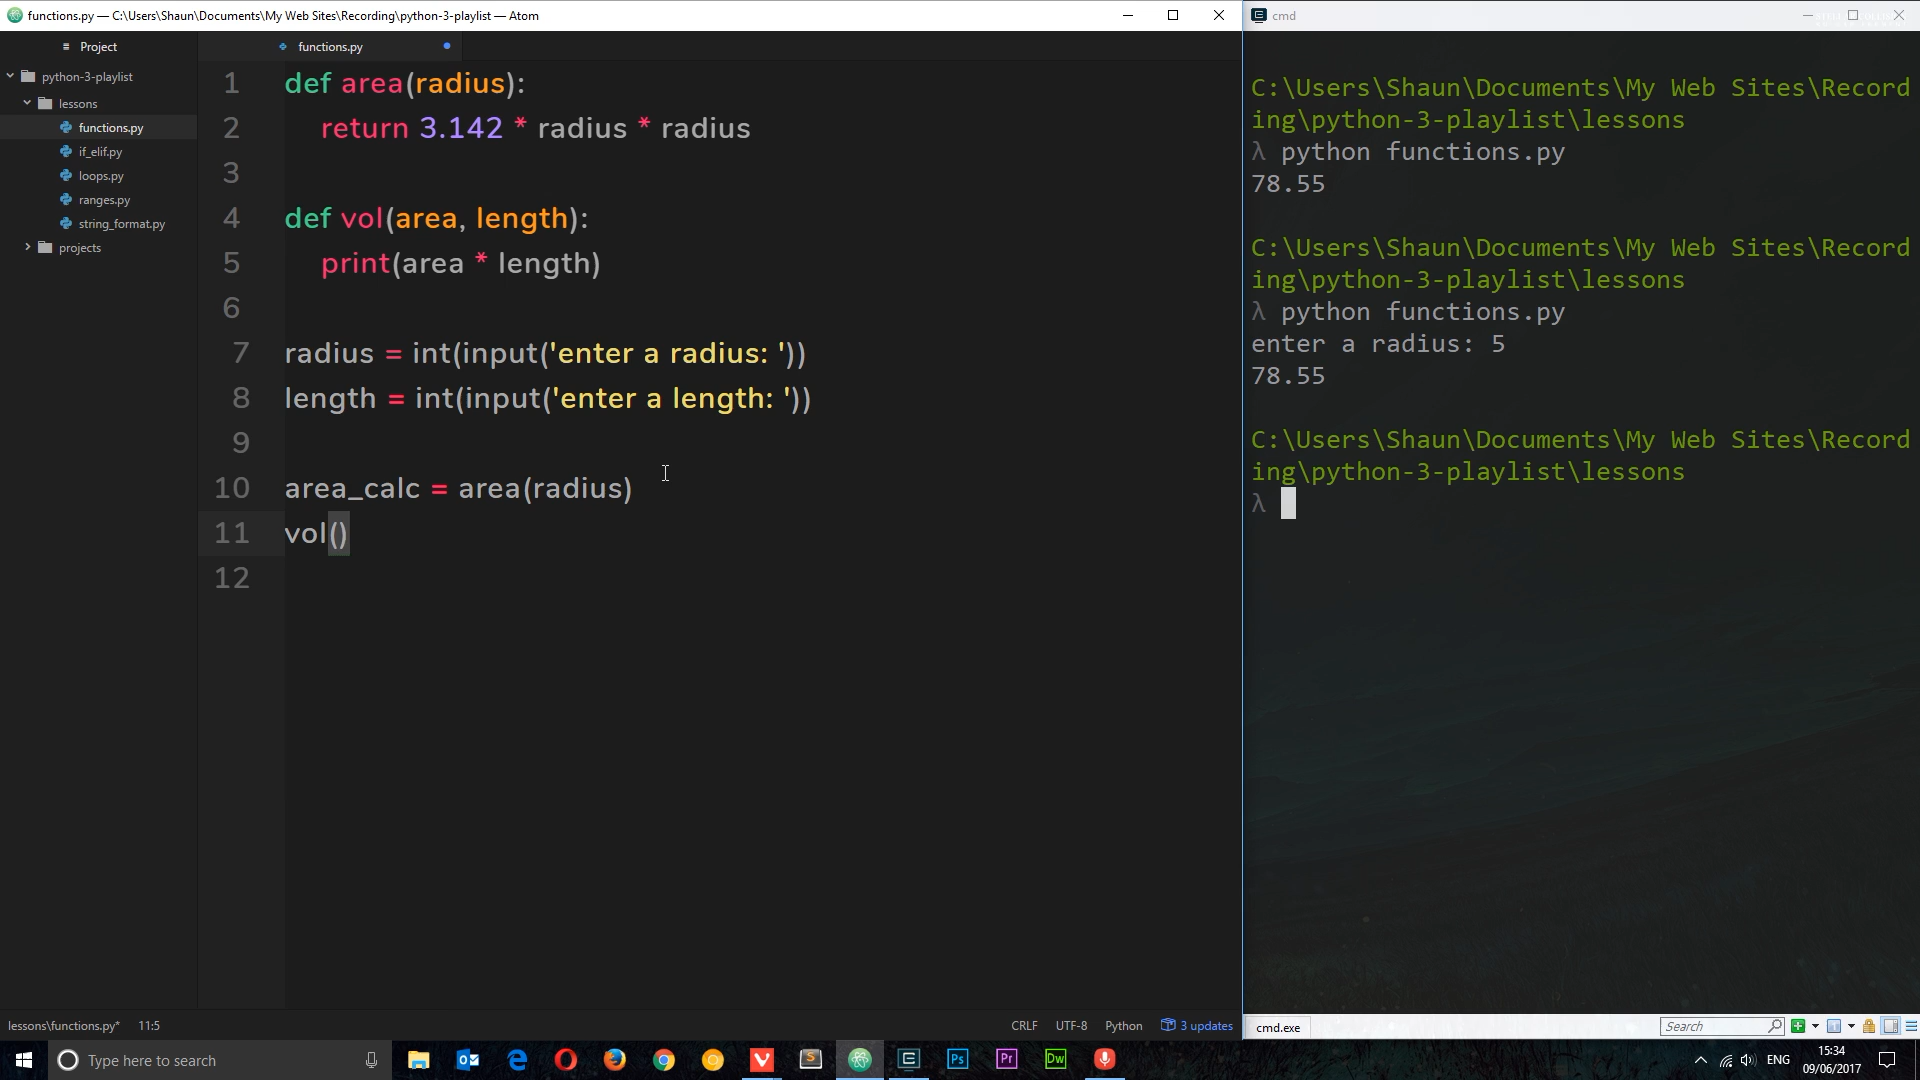 functions.py — C:\Users\Shaun\Documents\My Web Sites\Recording\python-3-playlist — Atom
Project
python-3-playlist
lessons
functions.py
if_elif.py
loops.py
ranges.py
string_format.py
projects
functions.py
1 def area(radius):
2 return 3.142 * radius * radius
3
4 def vol(area, length):
5 print(area * length)
6
7 radius = int(input('enter a radius: '))
8 length = int(input('enter a length: '))
9
10 area_calc = area(radius)
11 vol()
12
lessons\functions.py* 11:5
CRLF UTF-8 Python 3 updates
cmd
C:\Users\Shaun\Documents\My Web Sites\Record
ing\python-3-playlist\lessons
λ python functions.py
78.55
C:\Users\Shaun\Documents\My Web Sites\Record
ing\python-3-playlist\lessons
λ python functions.py
enter a radius: 5
78.55
C:\Users\Shaun\Documents\My Web Sites\Record
ing\python-3-playlist\lessons
λ
cmd.exe
Search
Type here to search
S
Ps
Pr
Dw
ENG
15:34
09/06/2017